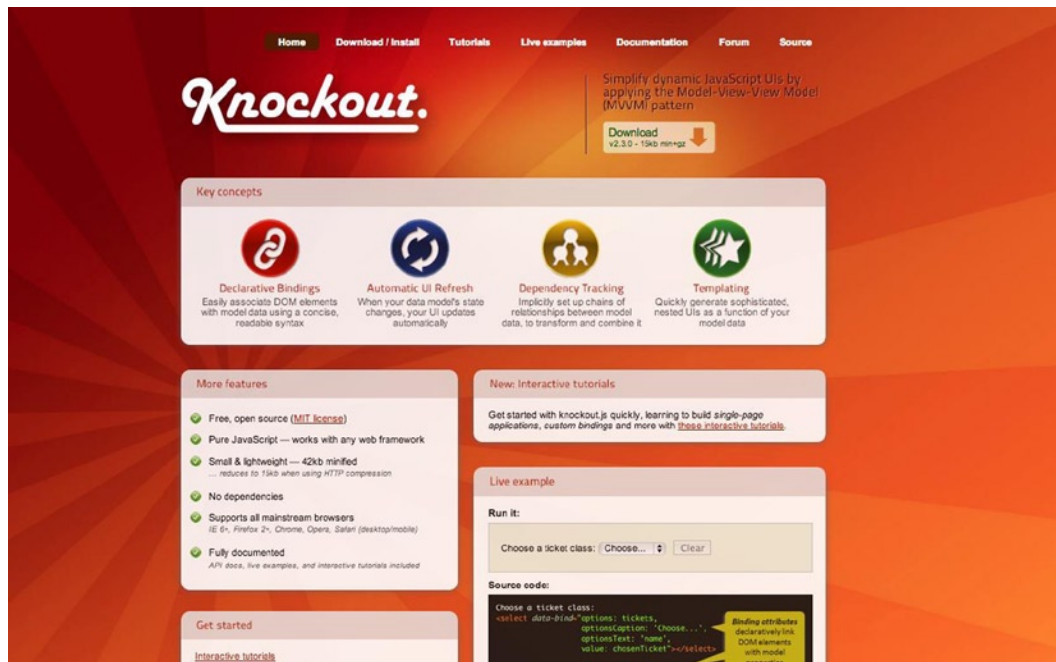 Home Download / Install Tutorials Live examples Documentation Forum Source
Knockout.
Simplify dynamic JavaScript UIs by
applying the Model-View-View Model
(MVVM) pattern
Download
v2.3.0 - 15kb min+gz
Key concepts
Declarative Bindings
Easily associate DOM elements
with model data using a concise,
readable syntax
Automatic UI Refresh
When your data model's state
changes, your UI updates
automatically
Dependency Tracking
Implicitly set up chains of
relationships between model
data, to transform and combine it
Templating
Quickly generate sophisticated,
nested UIs as a function of your
model data
More features
Free, open source (MIT license)
Pure JavaScript — works with any web framework
Small & lightweight — 42kb minified
... reduces to 15kb when using HTTP compression
No dependencies
Supports all mainstream browsers
IE 6+, Firefox 2+, Chrome, Opera, Safari (desktop/mobile)
Fully documented
API docs, live examples, and interactive tutorials included
Get started
Interactive tutorials
New: Interactive tutorials
Get started with knockout.js quickly, learning to build single-page
applications, custom bindings and more with these interactive tutorials.
Live example
Run it:
Choose a ticket class: Choose... Clear
Source code:
Choose a ticket class:
<select data-bind="options: tickets,
optionsCaption: 'Choose...',
optionsText: 'name',
value: chosenTicket"></select>
Binding attributes
declaratively link
DOM elements
with model